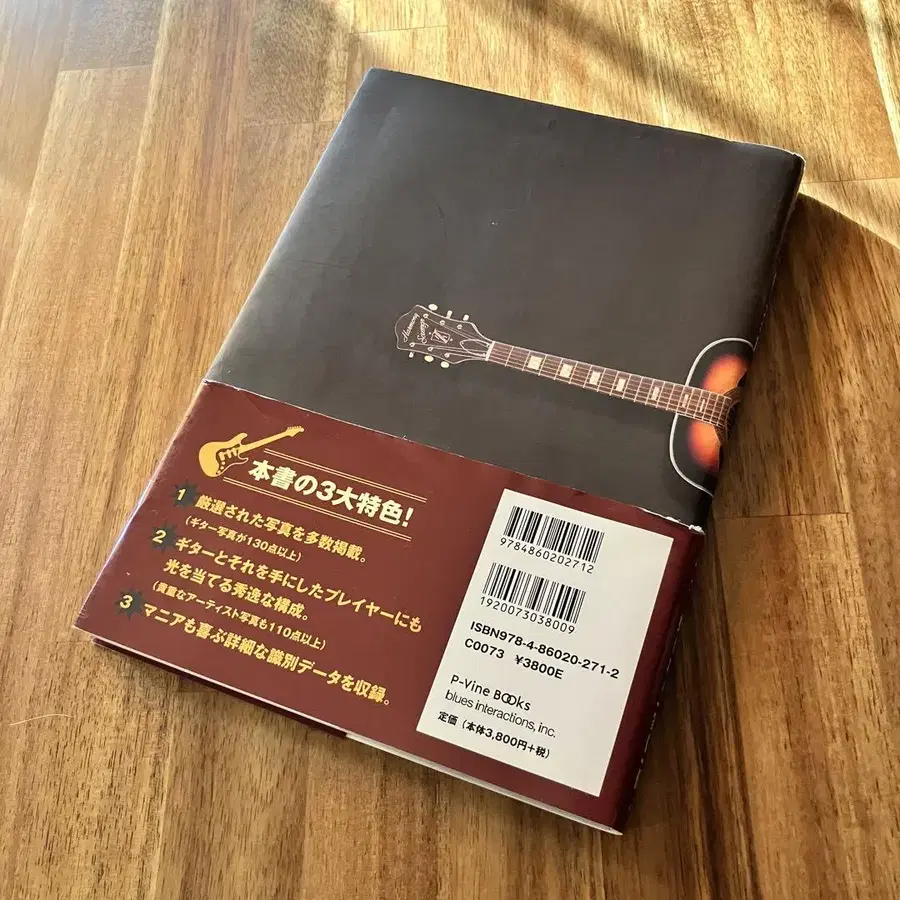 Harmony
Sovereign
本書の3大特色!
1 厳選された写真を多数掲載。
(ギター写真が130点以上)
2 ギターとそれを手にしたプレイヤーにも
光を当てる秀逸な構成。
(貴重なアーティスト写真も110点以上)
3 マニアも喜ぶ詳細な識別データを収録。
9784860202712
1920073038009
ISBN978-4-86020-271-2
C0073 ¥3800E
P-Vine BOOks
blues interactions, inc.
定価(本体3,800円+税)